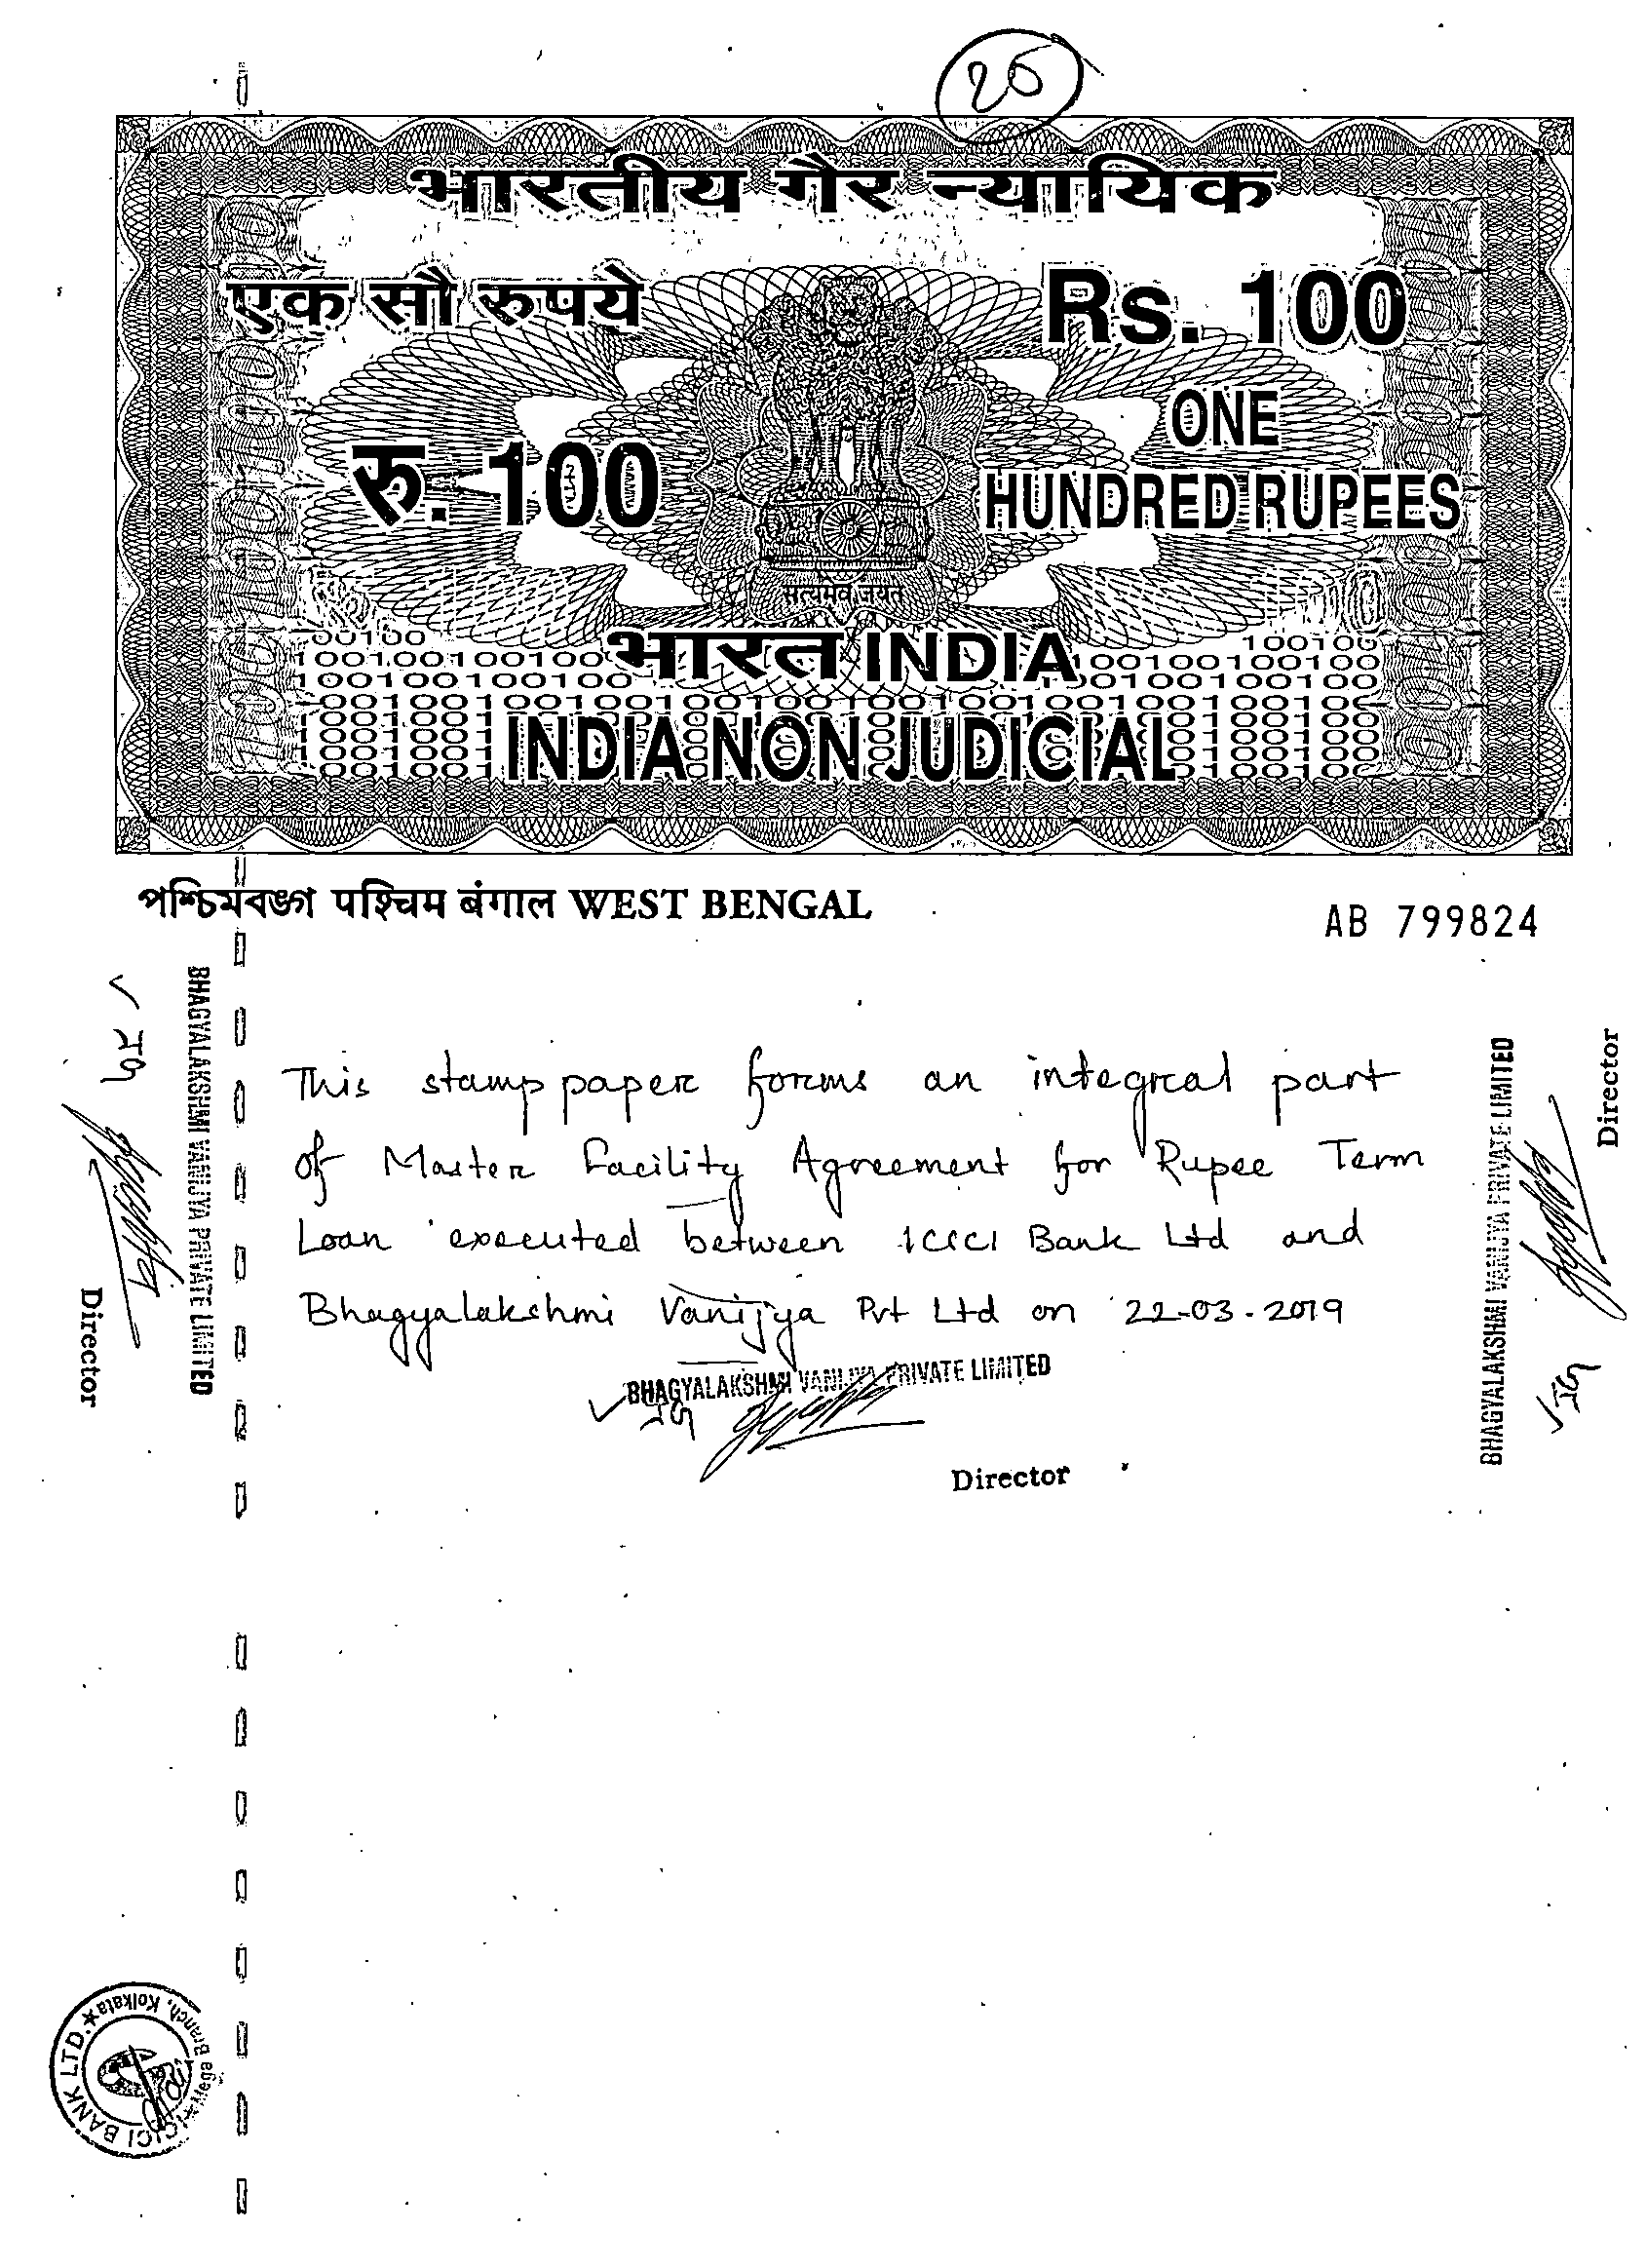 25
भारतीय गैर न्यायिक
एक सौ रुपये
Rs. 100
ONE
रु. 100
HUNDRED RUPEES
सत्यमेव जयते
भारत INDIA
INDIA NON JUDICIAL
পশ্চিমবঙ্গ पश्चिम बंगाल WEST BENGAL
AB 799824
This stamp paper forms an integral part
of Master Facility Agreement for Rupee Term
Loan executed between ICICI Bank Ltd and
Bhagyalakshmi Vanijya Pvt Ltd on 22-03-2019
BHAGYALAKSHMI VANIJYA PRIVATE LIMITED
Director
BHAGYALAKSHMI VANIJYA PRIVATE LIMITED
Director
BHAGYALAKSHMI VANIJYA PRIVATE LIMITED
Director
ICICI BANK LTD. ★ Mega Branch, Kolkata ★